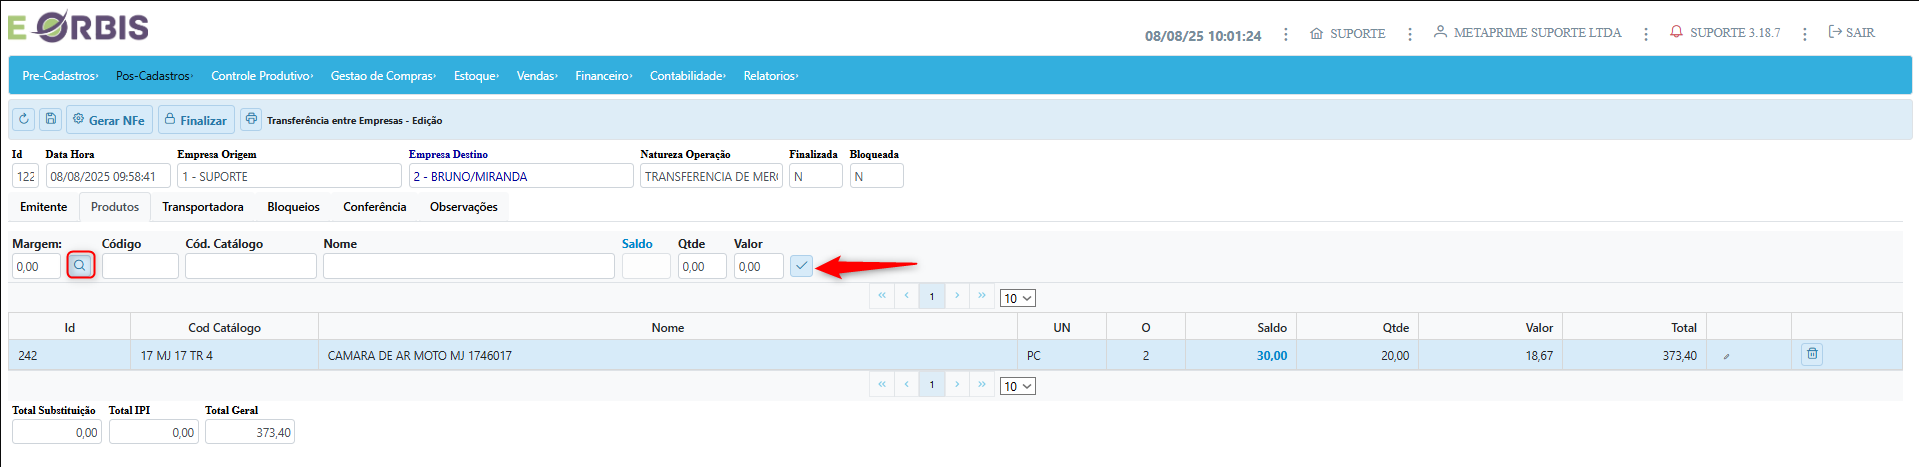 E ORBIS
08/08/25 10:01:24 SUPORTE METAPRIME SUPORTE LTDA SUPORTE 3.18.7 SAIR
Pre-Cadastros Pos-Cadastros Controle Produtivo Gestao de Compras Estoque Vendas Financeiro Contabilidade Relatorios
Gerar NFe Finalizar Transferência entre Empresas - Edição
Id Data Hora Empresa Origem Empresa Destino Natureza Operação Finalizada Bloqueada
122 08/08/2025 09:58:41 1 - SUPORTE 2 - BRUNO/MIRANDA TRANSFERENCIA DE MER N N
Emitente Produtos Transportadora Bloqueios Conferência Observações
Margem: Código Cód. Catálogo Nome Saldo Qtde Valor
0,00 0,00 0,00
« ‹ 1 › » 10
Id Cod Catálogo Nome UN O Saldo Qtde Valor Total
242 17 MJ 17 TR 4 CAMARA DE AR MOTO MJ 1746017 PC 2 30,00 20,00 18,67 373,40
« ‹ 1 › » 10
Total Substituição Total IPI Total Geral
0,00 0,00 373,40